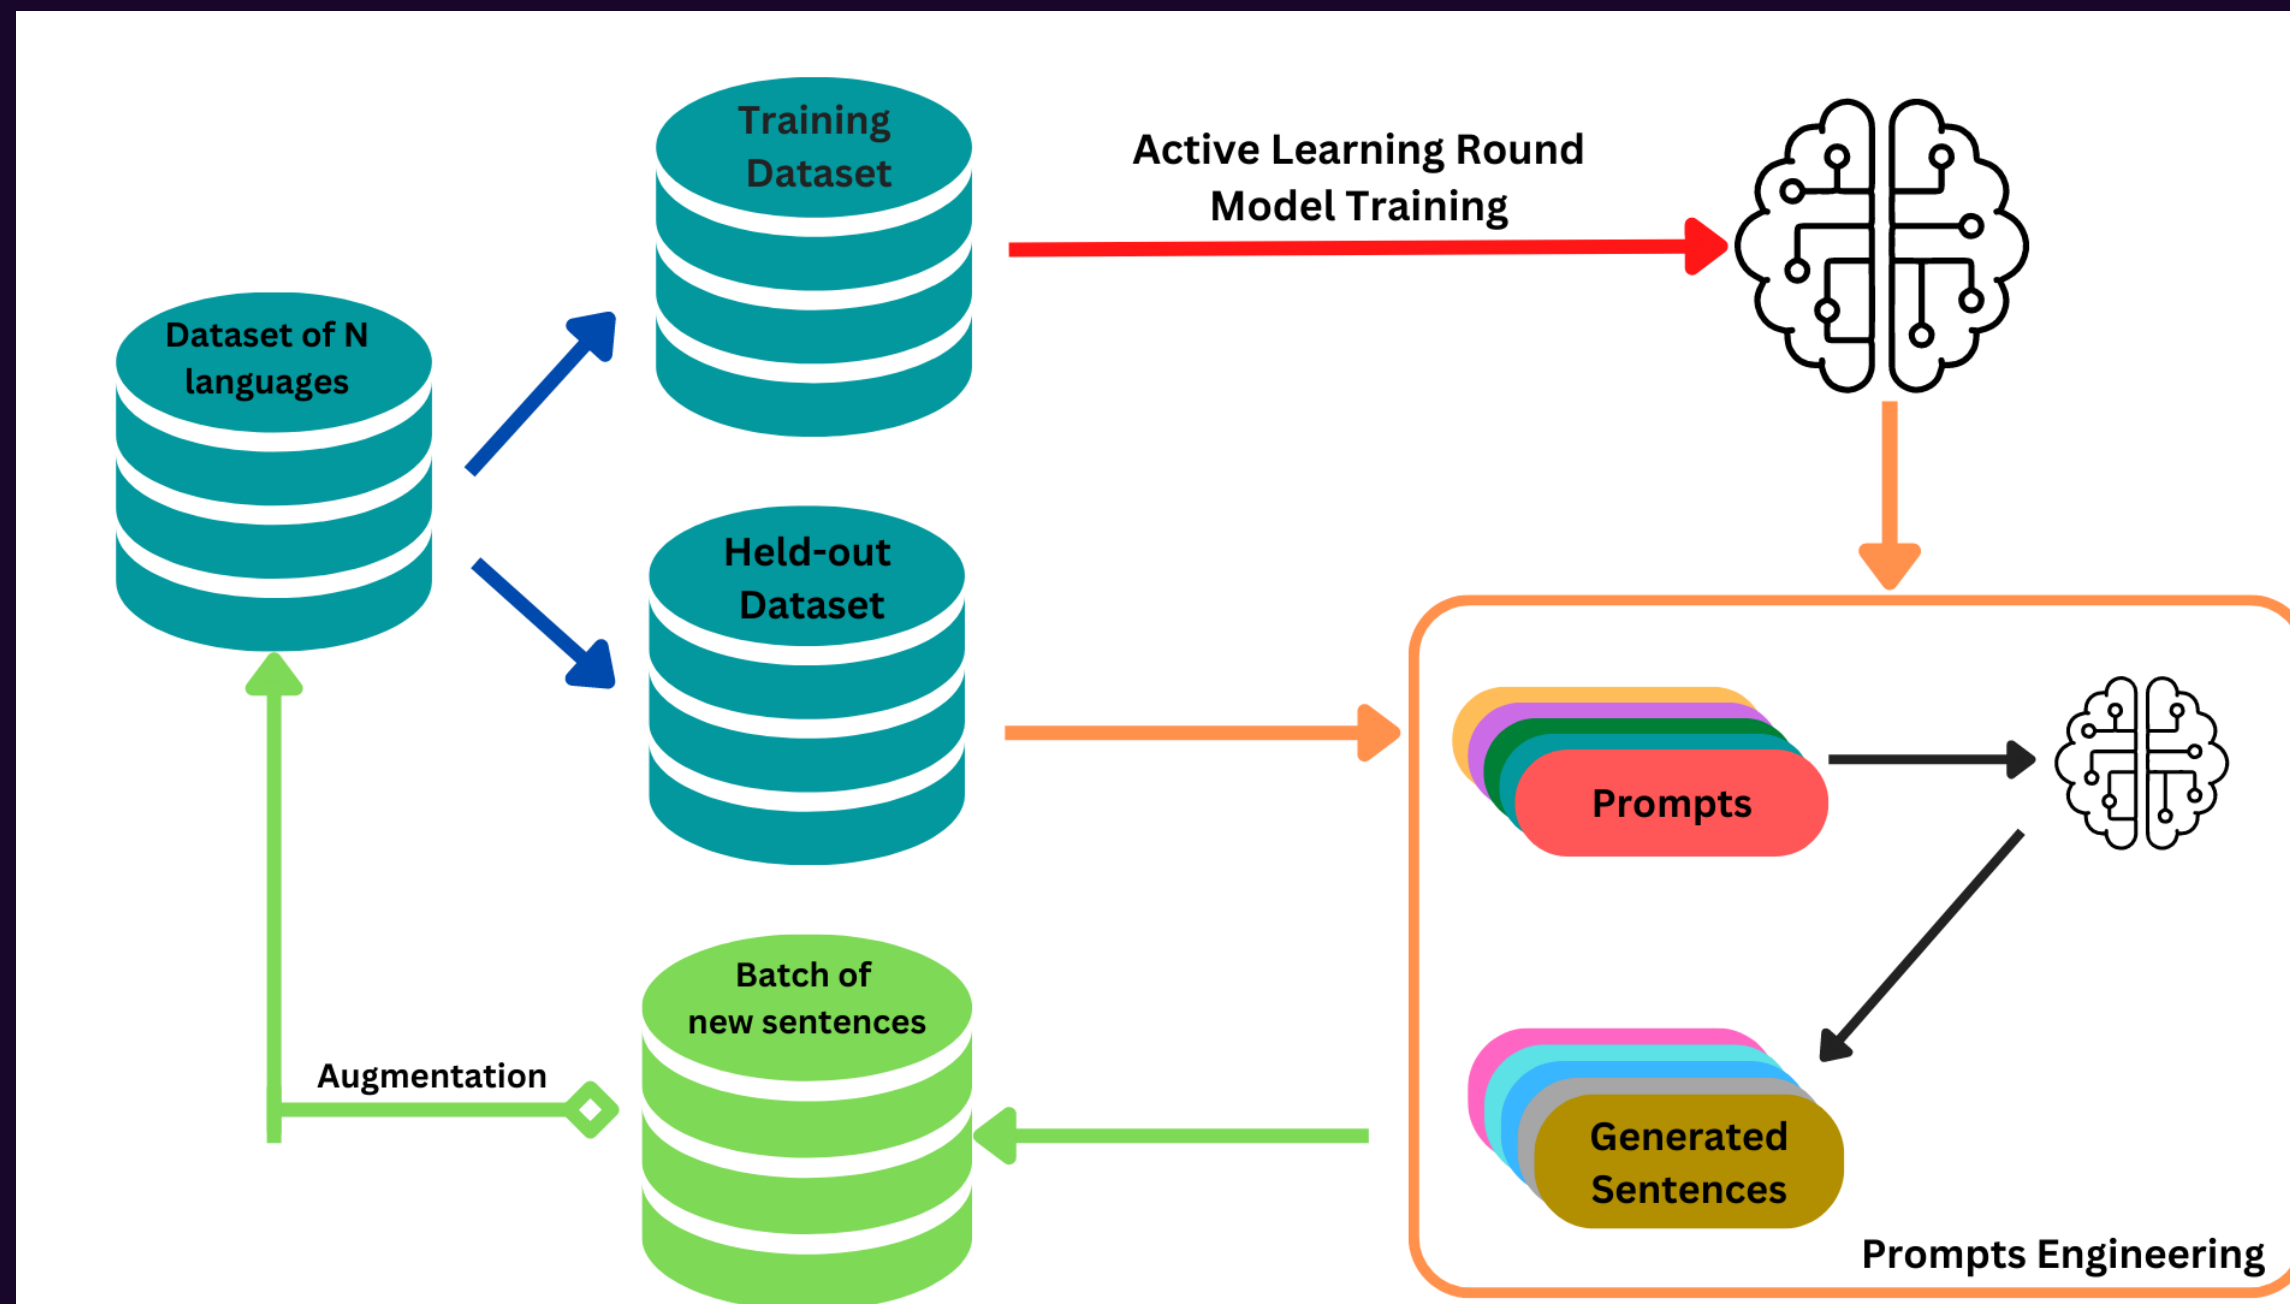 Training
Dataset
Active Learning Round
Model Training
Dataset of N
languages
Held-out
Dataset
Prompts
Batch of
new sentences
Augmentation
Generated
Sentences
Prompts Engineering